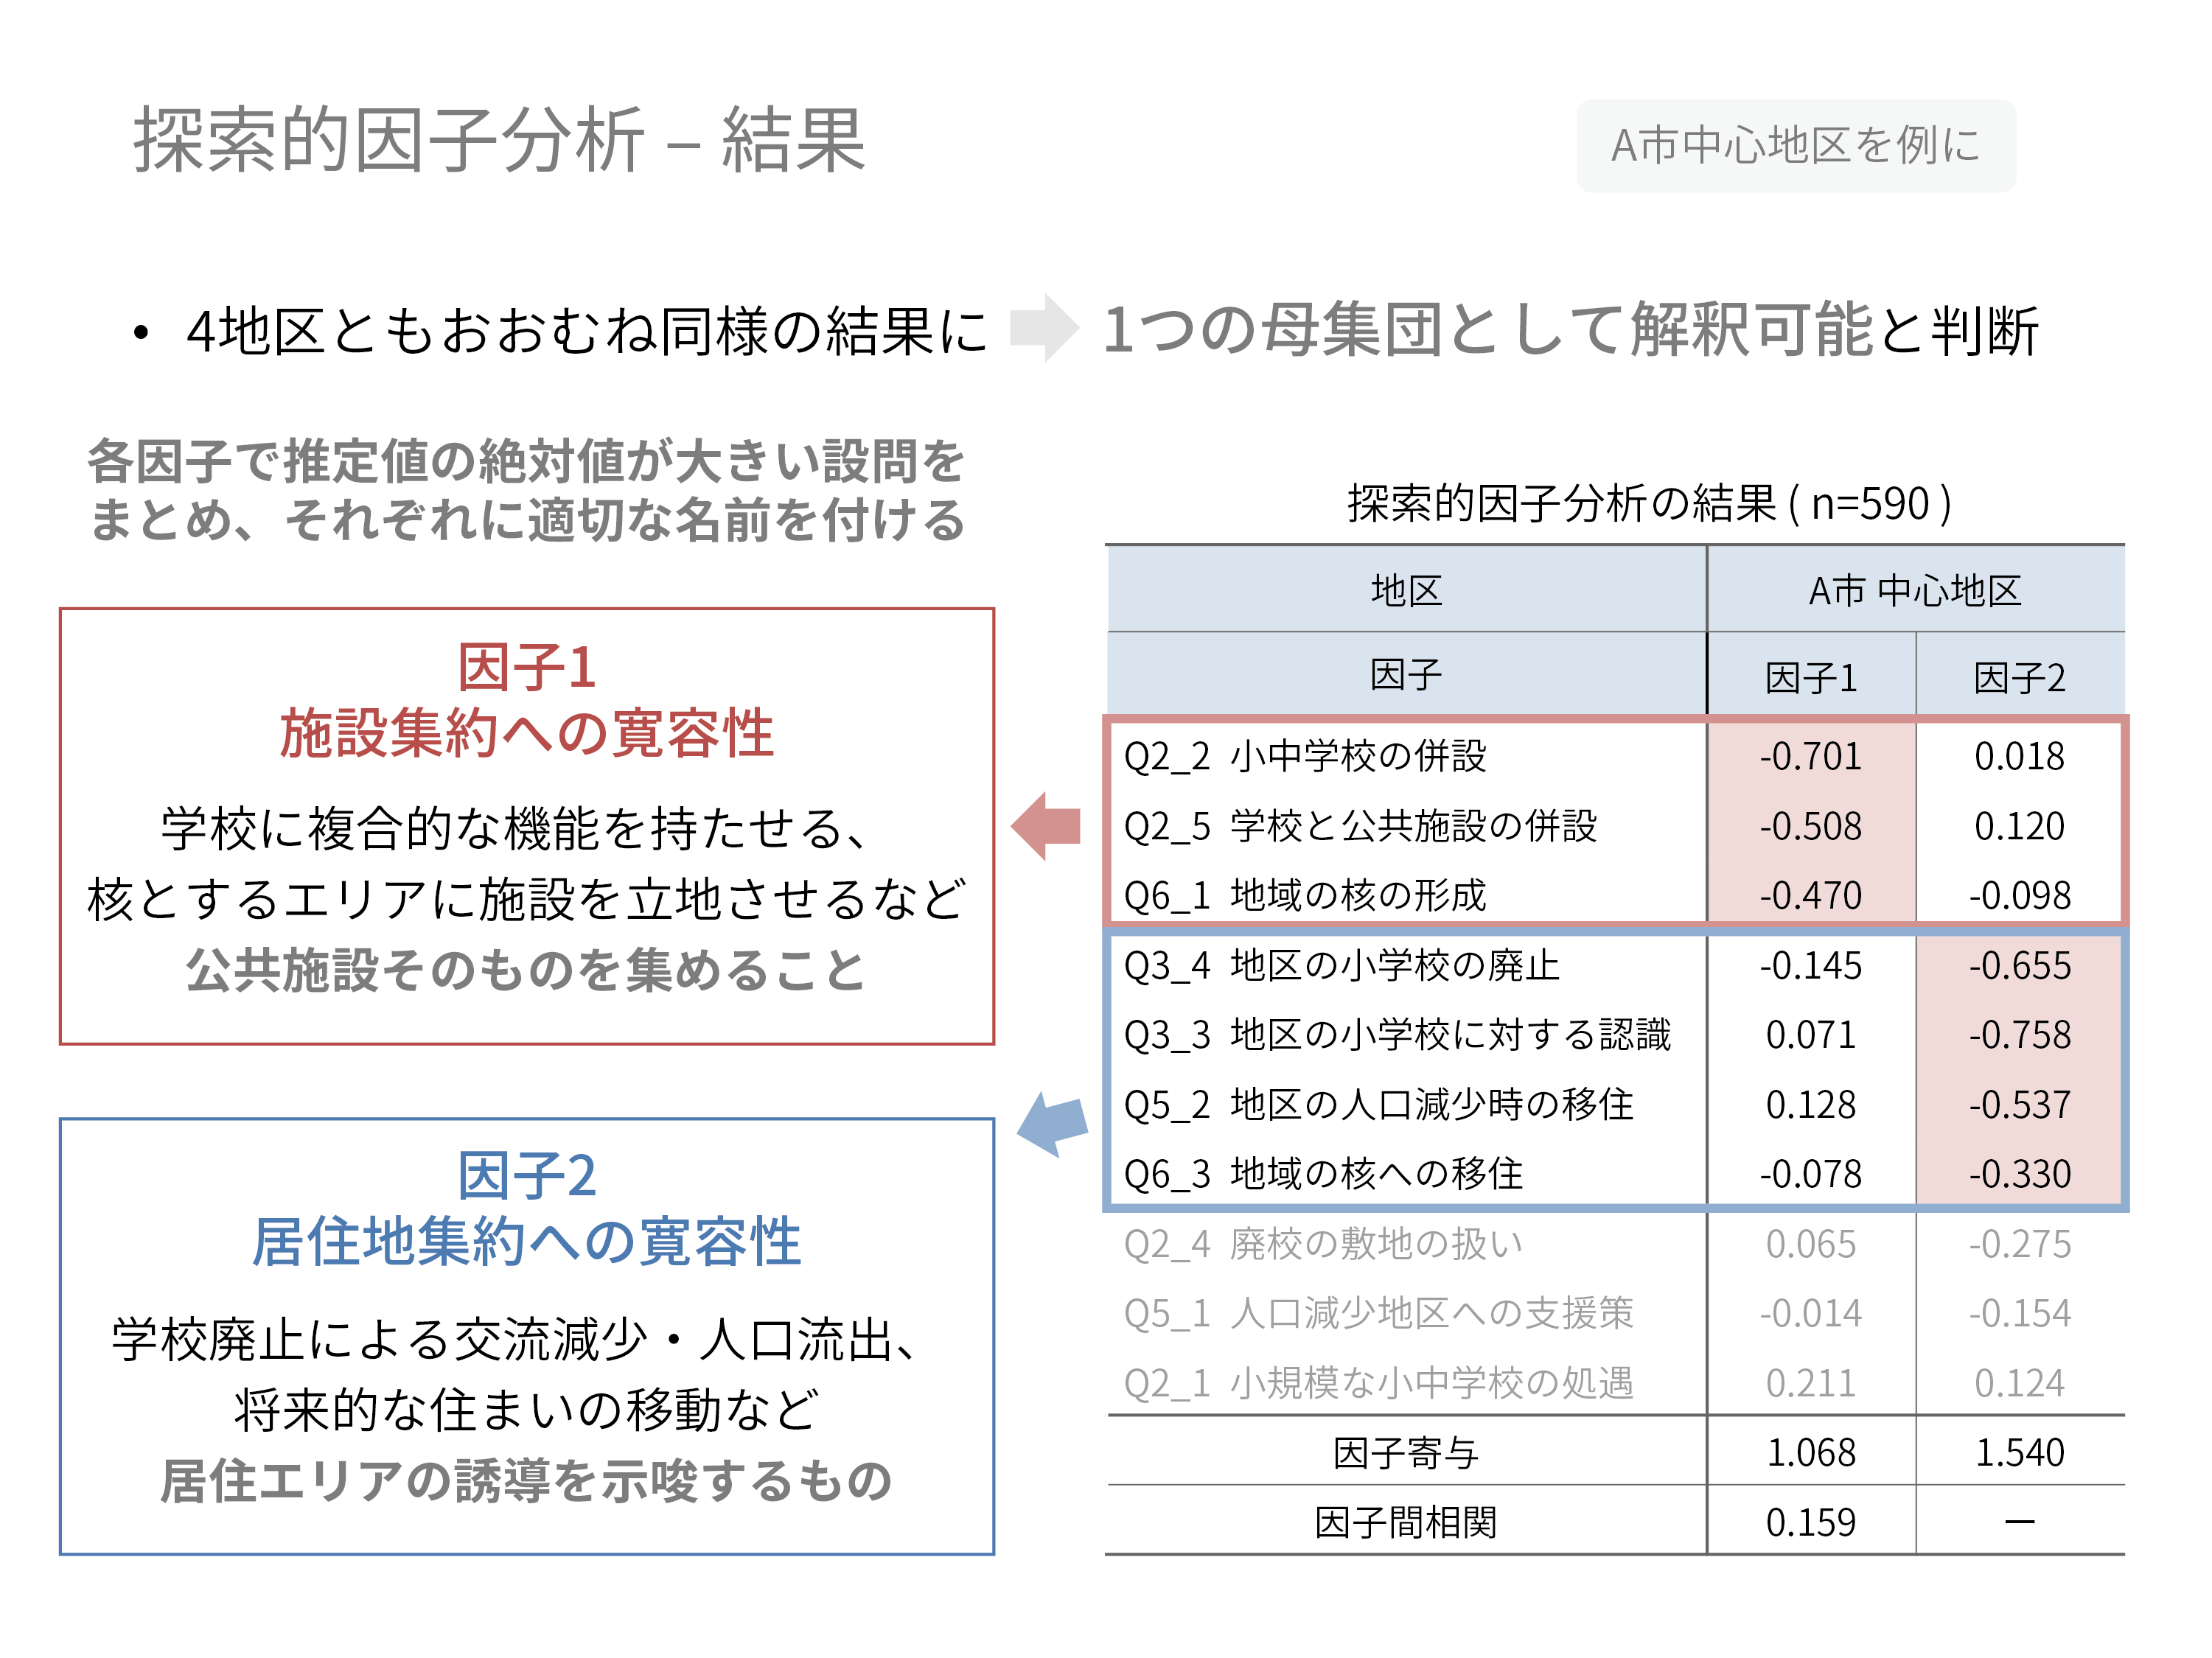 探索的因子分析 – 結果
A市中心地区を例に
• 4地区ともおおむね同様の結果に 1つの母集団として解釈可能と判断
各因子で推定値の絶対値が大きい設問を
まとめ、それぞれに適切な名前を付ける
因子1
施設集約への寛容性
学校に複合的な機能を持たせる、
核とするエリアに施設を立地させるなど
公共施設そのものを集めること
因子2
居住地集約への寛容性
学校廃止による交流減少・人口流出、
将来的な住まいの移動など
居住エリアの誘導を示唆するもの
探索的因子分析の結果 ( n=590 )
地区 A市 中心地区
因子 因子1 因子2
Q2_2 小中学校の併設 -0.701 0.018
Q2_5 学校と公共施設の併設 -0.508 0.120
Q6_1 地域の核の形成 -0.470 -0.098
Q3_4 地区の小学校の廃止 -0.145 -0.655
Q3_3 地区の小学校に対する認識 0.071 -0.758
Q5_2 地区の人口減少時の移住 0.128 -0.537
Q6_3 地域の核への移住 -0.078 -0.330
Q2_4 廃校の敷地の扱い 0.065 -0.275
Q5_1 人口減少地区への支援策 -0.014 -0.154
Q2_1 小規模な小中学校の処遇 0.211 0.124
因子寄与 1.068 1.540
因子間相関 0.159 ー